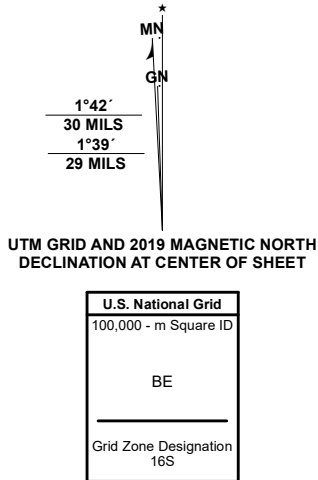 ★
MN
GN
1°42´
30 MILS
1°39´
29 MILS
UTM GRID AND 2019 MAGNETIC NORTH
DECLINATION AT CENTER OF SHEET
U.S. National Grid
100,000 - m Square ID
BE
Grid Zone Designation
16S